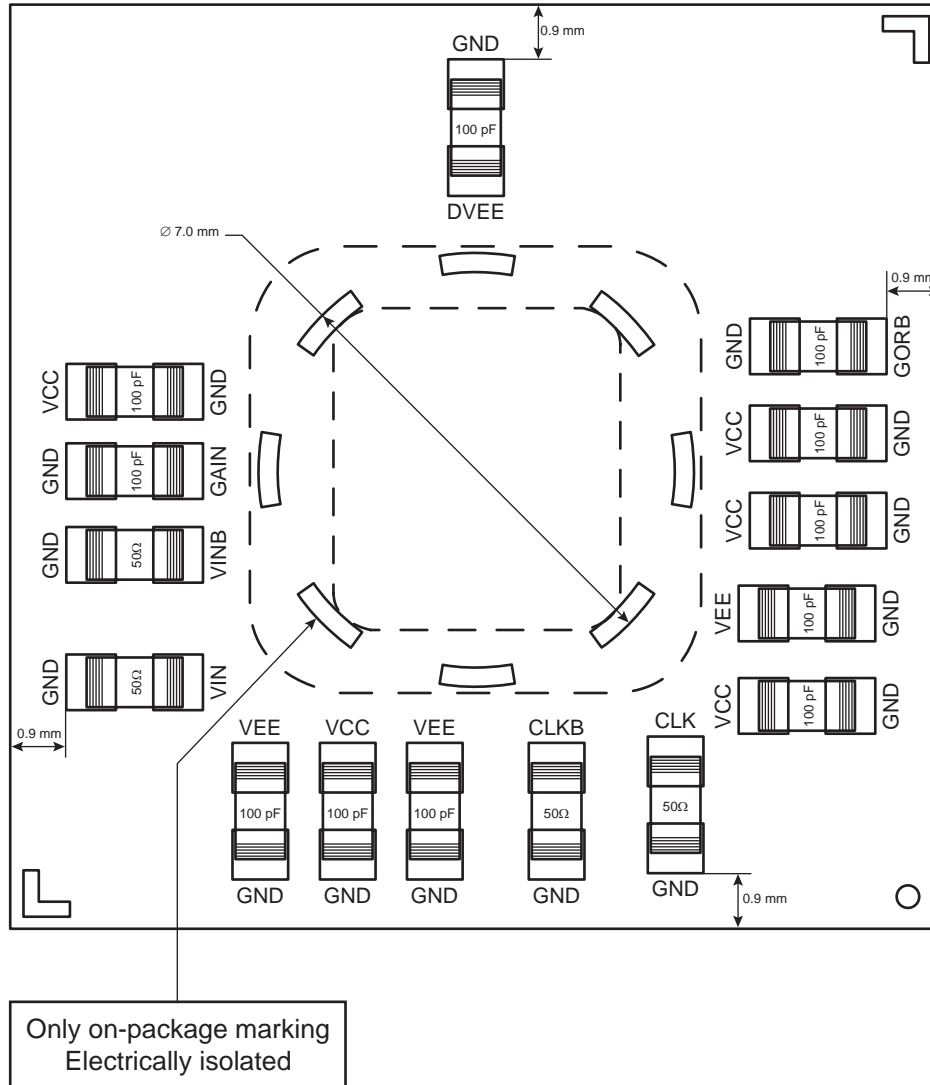 0.9 mm
GND
100 pF
DVEE
∅ 7.0 mm
0.9 mm
VCC
100 pF
GND
GND
100 pF
GAIN
GND
50Ω
VINB
GND
50Ω
VIN
0.9 mm
GND
100 pF
GORB
VCC
100 pF
GND
VCC
100 pF
GND
VEE
100 pF
GND
VCC
100 pF
GND
VEE
100 pF
GND
VCC
100 pF
GND
VEE
100 pF
GND
CLKB
50Ω
GND
CLK
50Ω
GND
0.9 mm
Only on-package marking
Electrically isolated